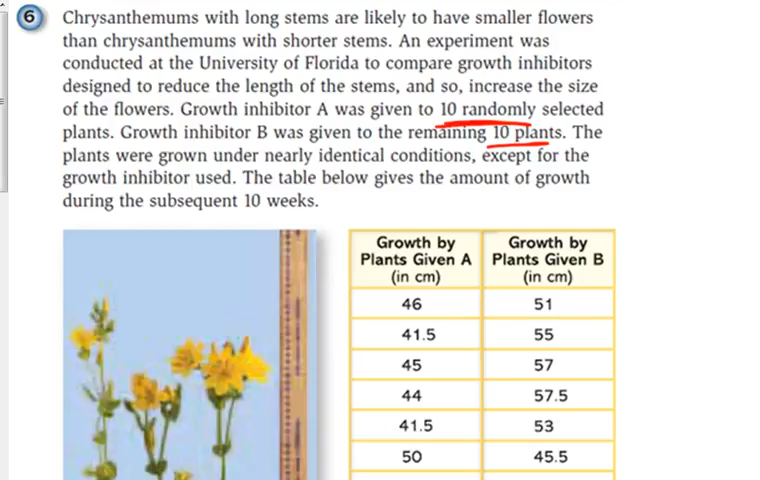 6
Chrysanthemums with long stems are likely to have smaller flowers
than chrysanthemums with shorter stems. An experiment was
conducted at the University of Florida to compare growth inhibitors
designed to reduce the length of the stems, and so, increase the size
of the flowers. Growth inhibitor A was given to 10 randomly selected
plants. Growth inhibitor B was given to the remaining 10 plants. The
plants were grown under nearly identical conditions, except for the
growth inhibitor used. The table below gives the amount of growth
during the subsequent 10 weeks.
Growth by Growth by
Plants Given A Plants Given B
(in cm) (in cm)
46 51
41.5 55
45 57
44 57.5
41.5 53
50 45.5